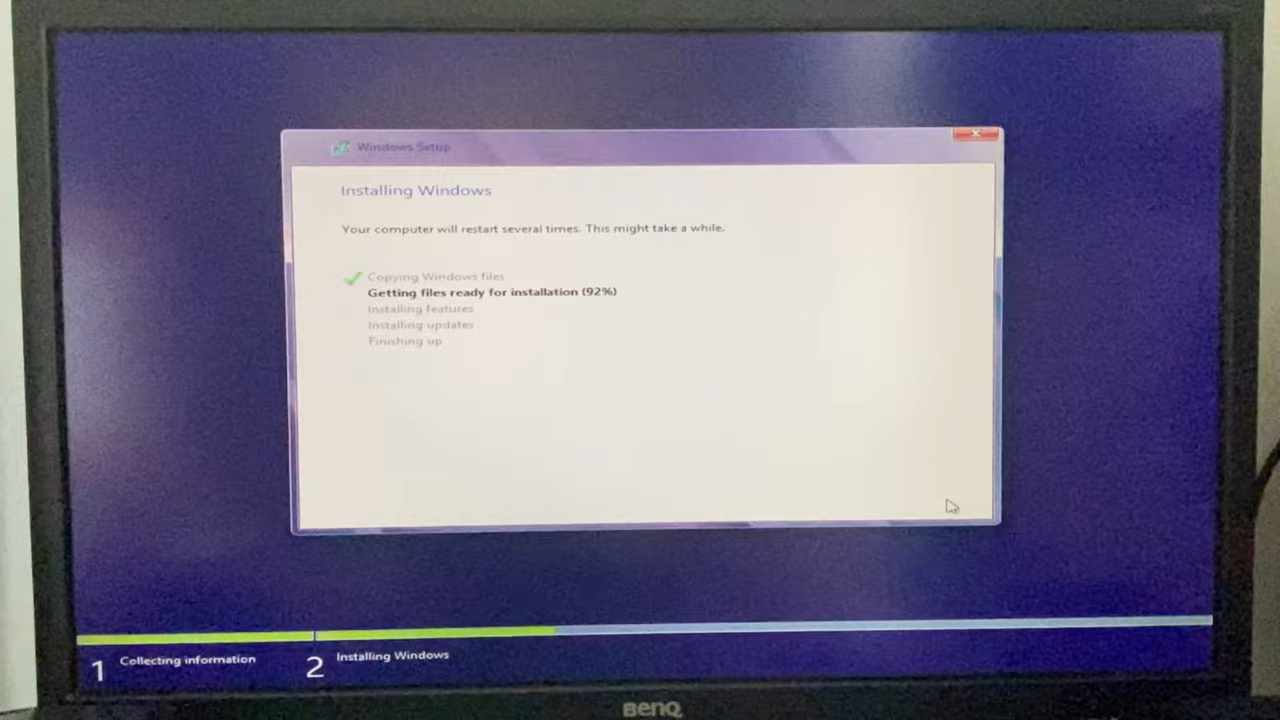 Windows Setup
Installing Windows
Your computer will restart several times. This might take a while.
Copying Windows files
Getting files ready for installation (92%)
Installing features
Installing updates
Finishing up
1 Collecting information
2 Installing Windows
BenQ